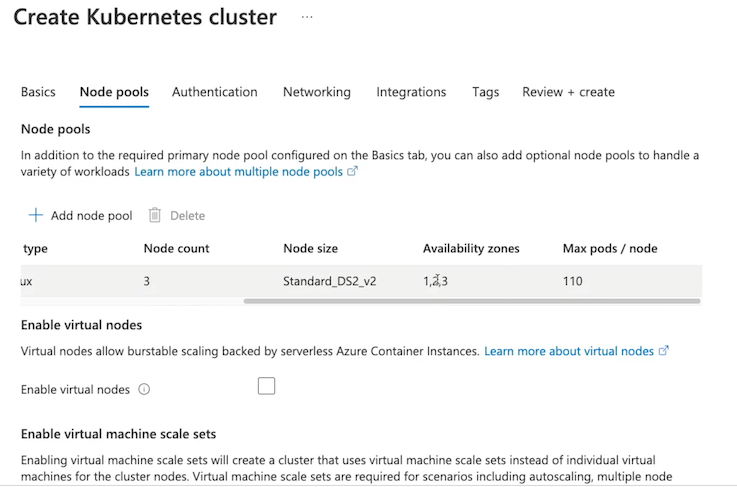 Create Kubernetes cluster ...
Basics Node pools Authentication Networking Integrations Tags Review + create
Node pools
In addition to the required primary node pool configured on the Basics tab, you can also add optional node pools to handle a
variety of workloads Learn more about multiple node pools
+ Add node pool Delete
type Node count Node size Availability zones Max pods / node
ux 3 Standard_DS2_v2 1,2,3 110
Enable virtual nodes
Virtual nodes allow burstable scaling backed by serverless Azure Container Instances. Learn more about virtual nodes
Enable virtual nodes
Enable virtual machine scale sets
Enabling virtual machine scale sets will create a cluster that uses virtual machine scale sets instead of individual virtual
machines for the cluster nodes. Virtual machine scale sets are required for scenarios including autoscaling, multiple node